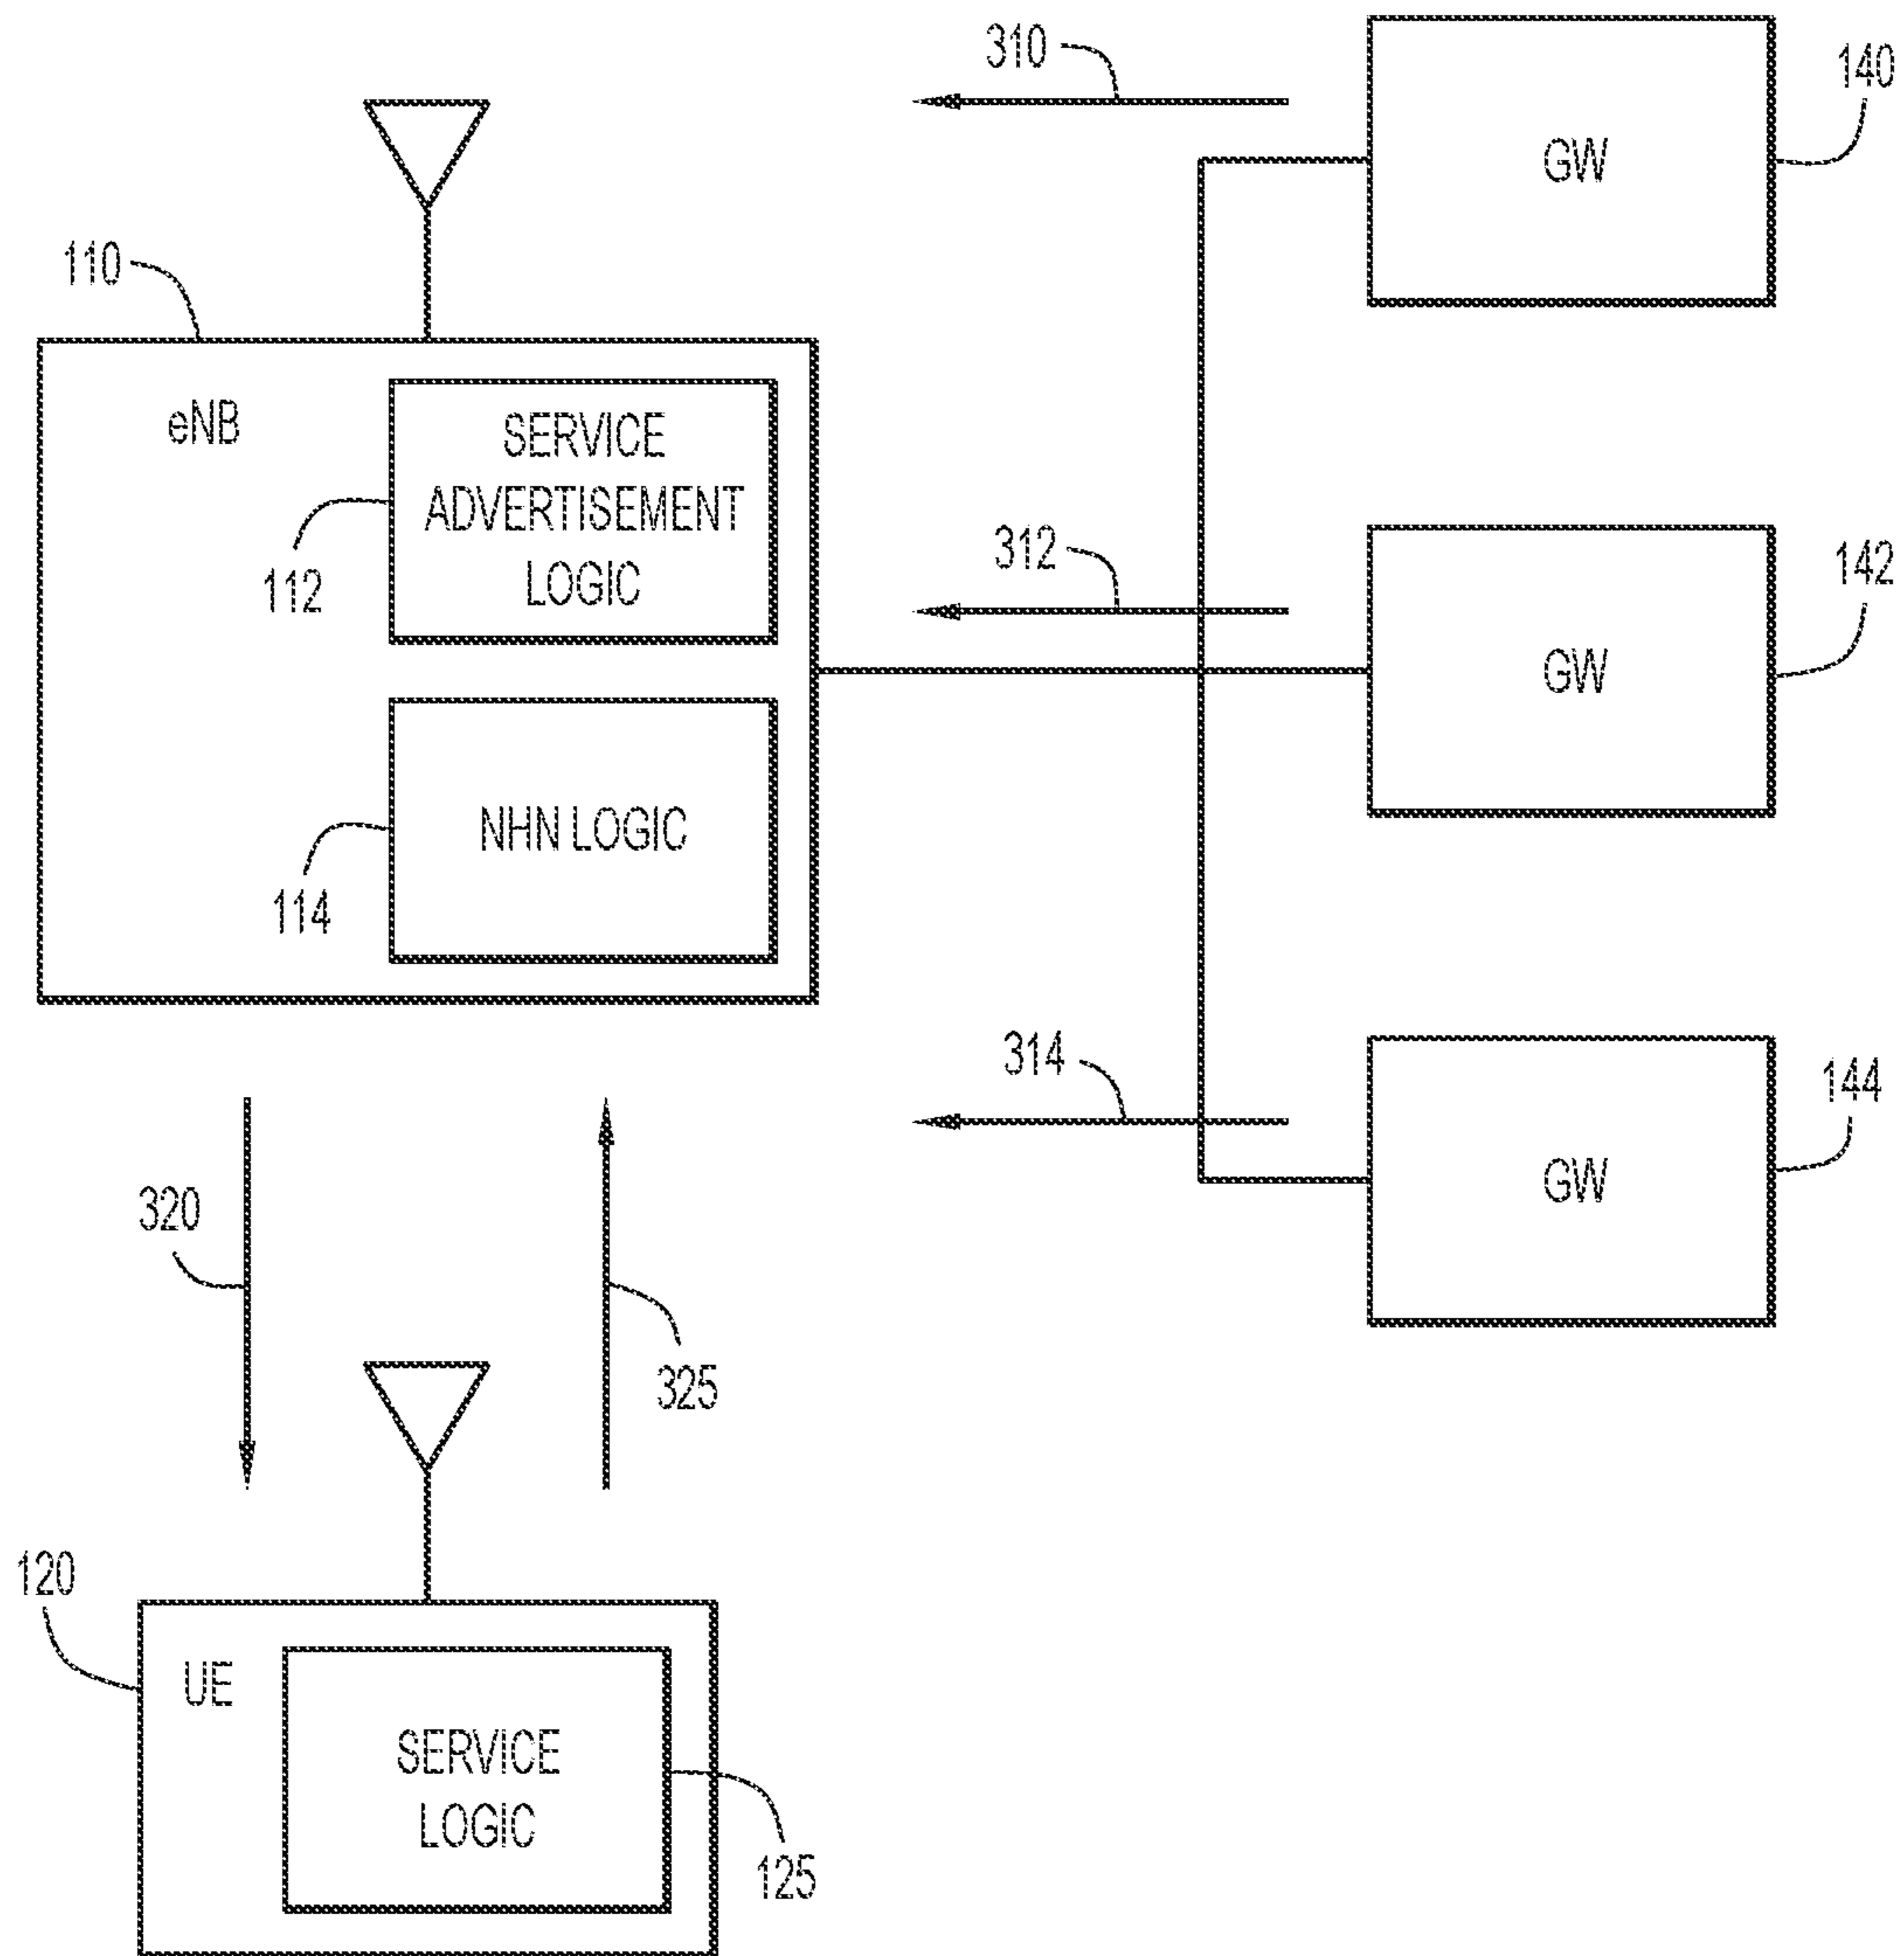 310
140
GW
110
eNB
SERVICE
ADVERTISEMENT
LOGIC
112
312
142
GW
NHN LOGIC
114
314
144
GW
320
325
120
UE
SERVICE
LOGIC
125